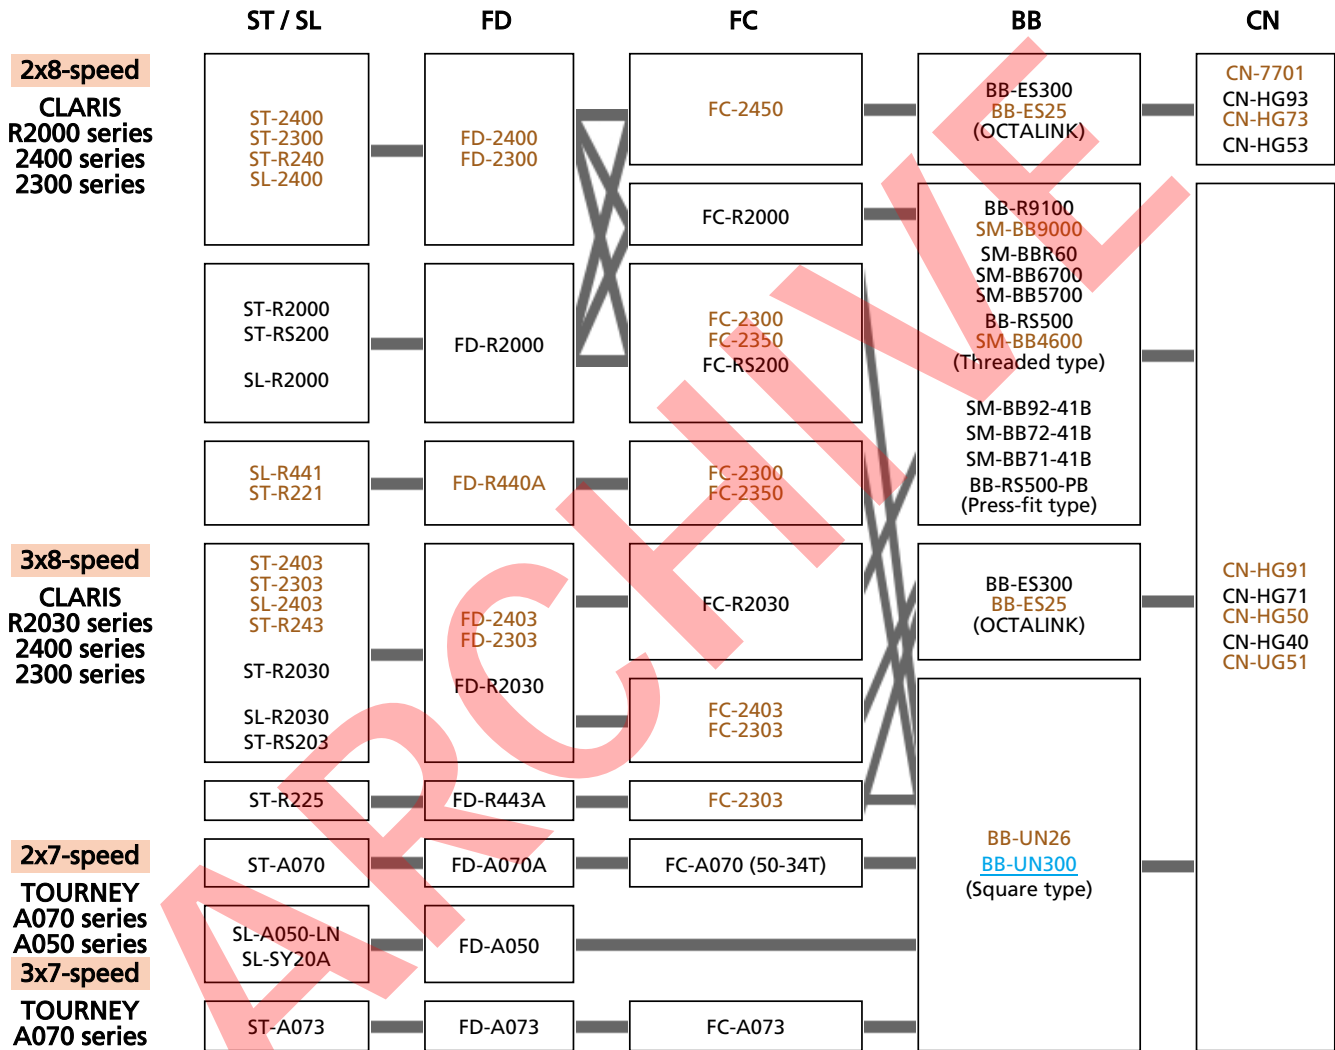 ST / SL
FD
FC
BB
CN
2x8-speed
CLARIS
R2000 series
2400 series
2300 series
ST-2400
ST-2300
ST-R240
SL-2400
FD-2400
FD-2300
FC-2450
BB-ES300
BB-ES25
(OCTALINK)
CN-7701
CN-HG93
CN-HG73
CN-HG53
FC-R2000
BB-R9100
SM-BB9000
SM-BBR60
SM-BB6700
SM-BB5700
BB-RS500
SM-BB4600
(Threaded type)
SM-BB92-41B
SM-BB72-41B
SM-BB71-41B
BB-RS500-PB
(Press-fit type)
ST-R2000
ST-RS200
SL-R2000
FD-R2000
FC-2300
FC-2350
FC-RS200
SL-R441
ST-R221
FD-R440A
FC-2300
FC-2350
3x8-speed
CLARIS
R2030 series
2400 series
2300 series
ST-2403
ST-2303
SL-2403
ST-R243
ST-R2030
SL-R2030
ST-RS203
FD-2403
FD-2303
FD-R2030
FC-R2030
BB-ES300
BB-ES25
(OCTALINK)
CN-HG91
CN-HG71
CN-HG50
CN-HG40
CN-UG51
FC-2403
FC-2303
ST-R225
FD-R443A
FC-2303
2x7-speed
TOURNEY
A070 series
A050 series
ST-A070
FD-A070A
FC-A070 (50-34T)
BB-UN26
BB-UN300
(Square type)
SL-A050-LN
SL-SY20A
FD-A050
3x7-speed
TOURNEY
A070 series
ST-A073
FD-A073
FC-A073
ARCHIVE